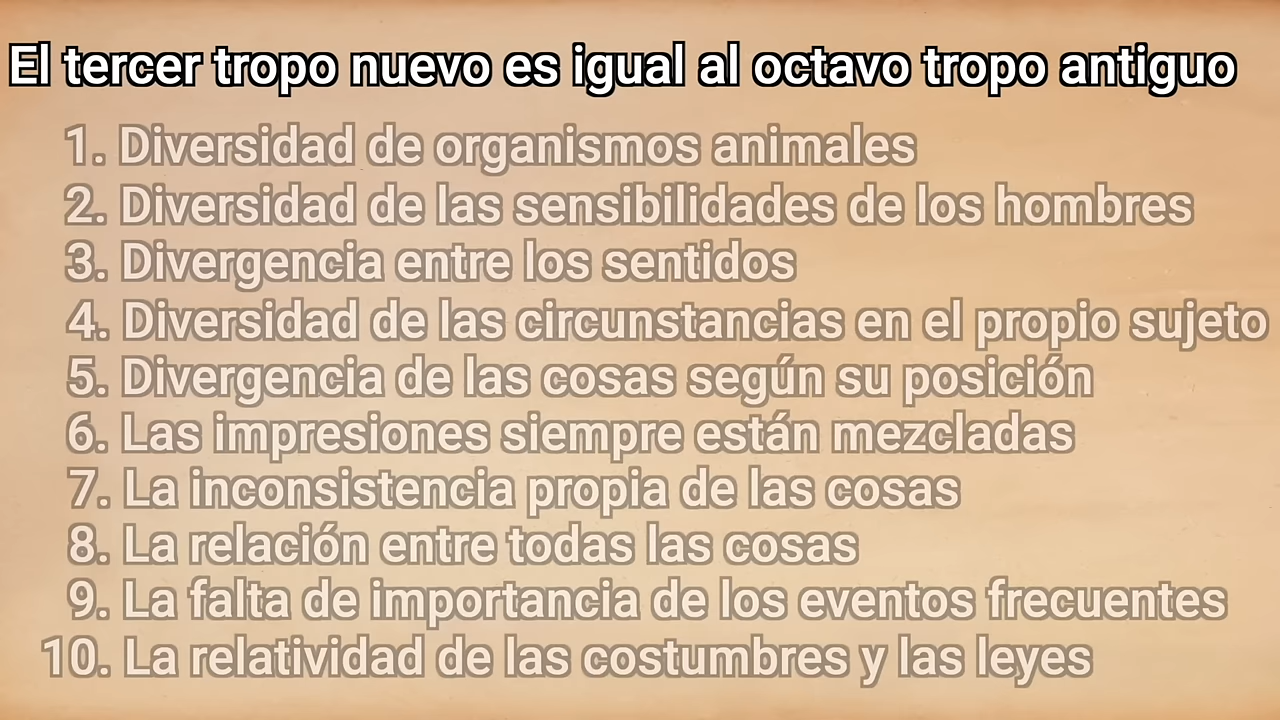 El tercer tropo nuevo es igual al octavo tropo antiguo
1. Diversidad de organismos animales
2. Diversidad de las sensibilidades de los hombres
3. Divergencia entre los sentidos
4. Diversidad de las circunstancias en el propio sujeto
5. Divergencia de las cosas según su posición
6. Las impresiones siempre están mezcladas
7. La inconsistencia propia de las cosas
8. La relación entre todas las cosas
9. La falta de importancia de los eventos frecuentes
10. La relatividad de las costumbres y las leyes